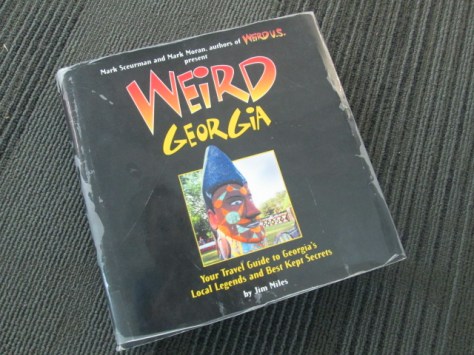 Mark Sceurman and Mark Moran, authors of WEiRD U.S.
present
WEiRD
GEORGiA
Your Travel Guide to Georgia's
Local Legends and Best Kept Secrets
by Jim Miles